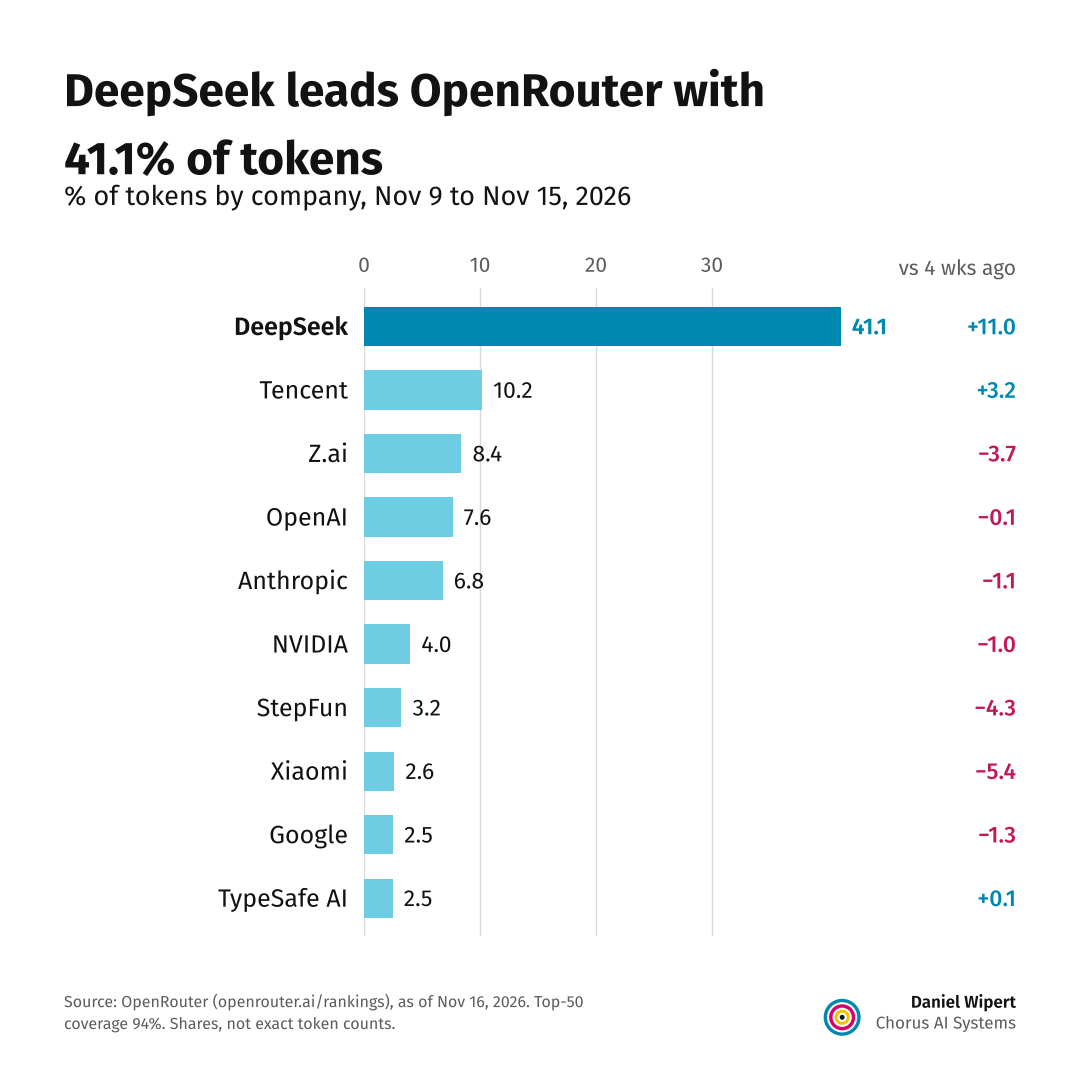 DeepSeek leads OpenRouter with
41.1% of tokens
% of tokens by company, Nov 9 to Nov 15, 2026
0 10 20 30 vs 4 wks ago
DeepSeek 41.1 +11.0
Tencent 10.2 +3.2
Z.ai 8.4 −3.7
OpenAI 7.6 −0.1
Anthropic 6.8 −1.1
NVIDIA 4.0 −1.0
StepFun 3.2 −4.3
Xiaomi 2.6 −5.4
Google 2.5 −1.3
TypeSafe AI 2.5 +0.1
Source: OpenRouter (openrouter.ai/rankings), as of Nov 16, 2026. Top-50
coverage 94%. Shares, not exact token counts.
Daniel Wipert
Chorus AI Systems